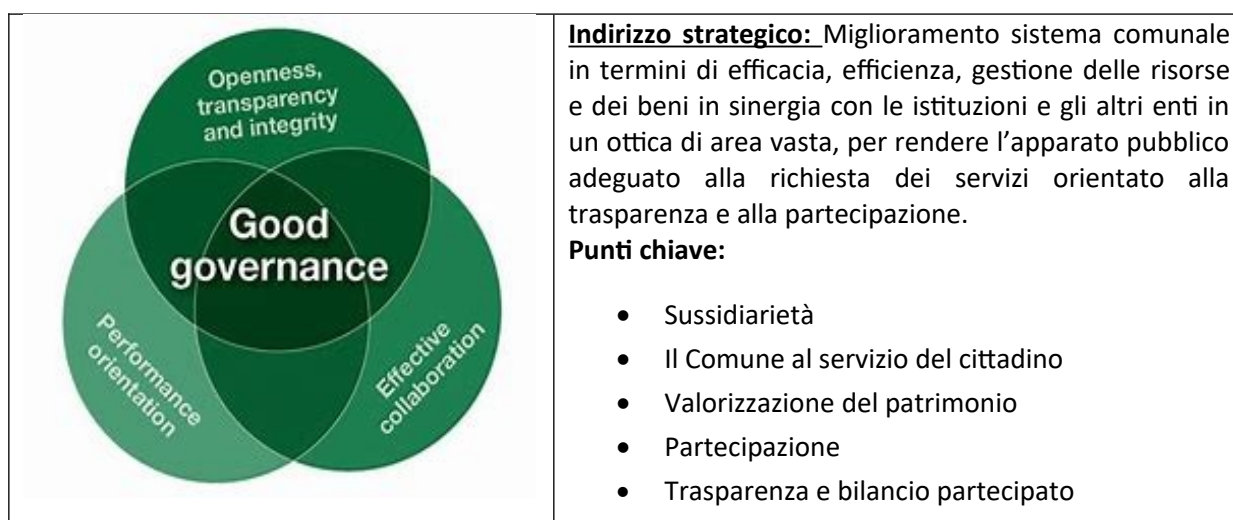 Openness,
transparency
and integrity
Good
governance
Performance
orientation
Effective
collaboration
Indirizzo strategico: Miglioramento sistema comunale
in termini di efficacia, efficienza, gestione delle risorse
e dei beni in sinergia con le istituzioni e gli altri enti in
un ottica di area vasta, per rendere l’apparato pubblico
adeguato alla richiesta dei servizi orientato alla
trasparenza e alla partecipazione.
Punti chiave:
• Sussidiarietà
• Il Comune al servizio del cittadino
• Valorizzazione del patrimonio
• Partecipazione
• Trasparenza e bilancio partecipato